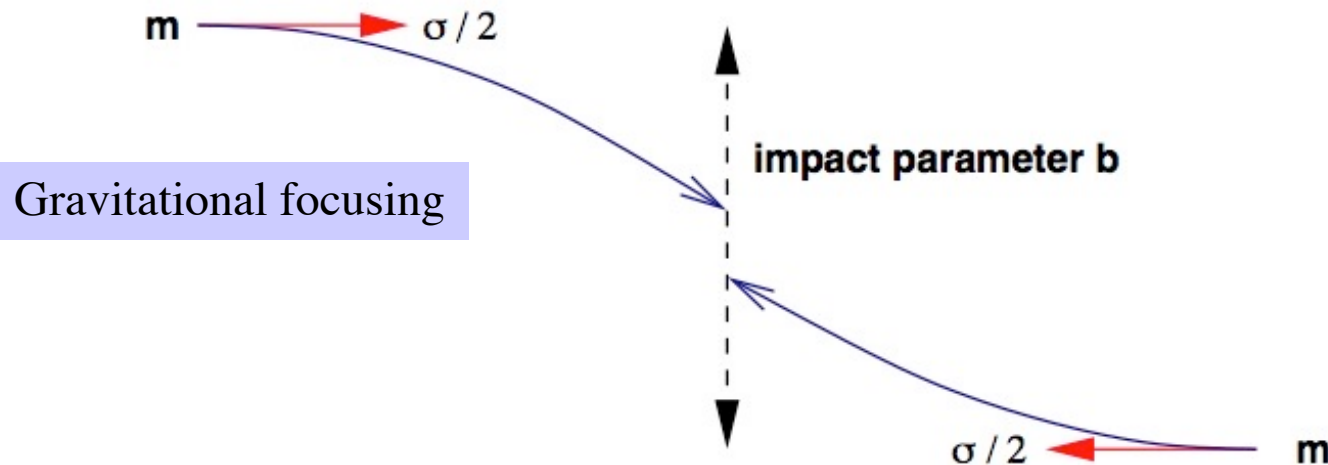 m
σ / 2
impact parameter b
Gravitational focusing
σ / 2
m